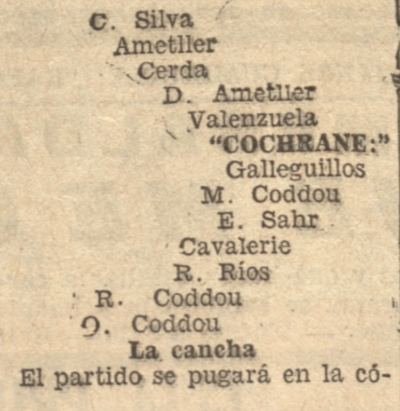 C. Silva
Ametller
Cerda
D. Ametller
Valenzuela
"COCHRANE:"
Galleguillos
M. Coddou
E. Sahr
Cavalerie
R. Ríos
R. Coddou
O. Coddou
La cancha
El partido se pugará en la có-